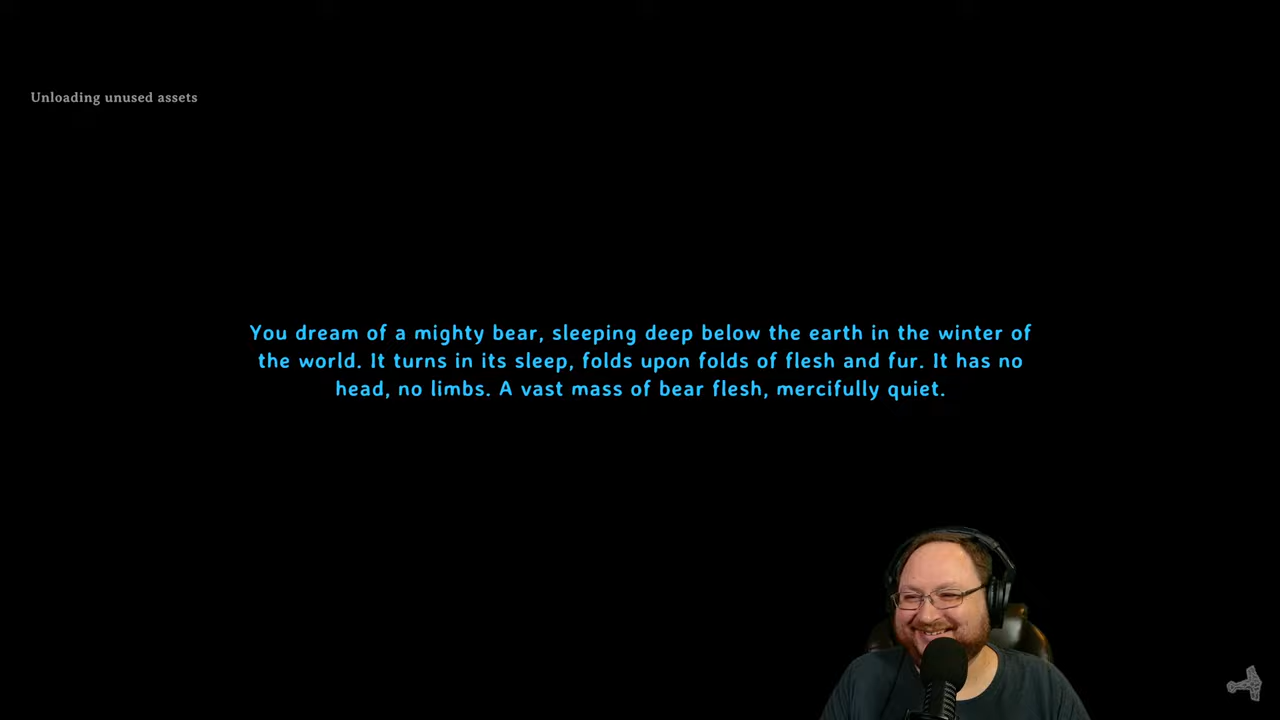 Unloading unused assets
You dream of a mighty bear, sleeping deep below the earth in the winter of
the world. It turns in its sleep, folds upon folds of flesh and fur. It has no
head, no limbs. A vast mass of bear flesh, mercifully quiet.